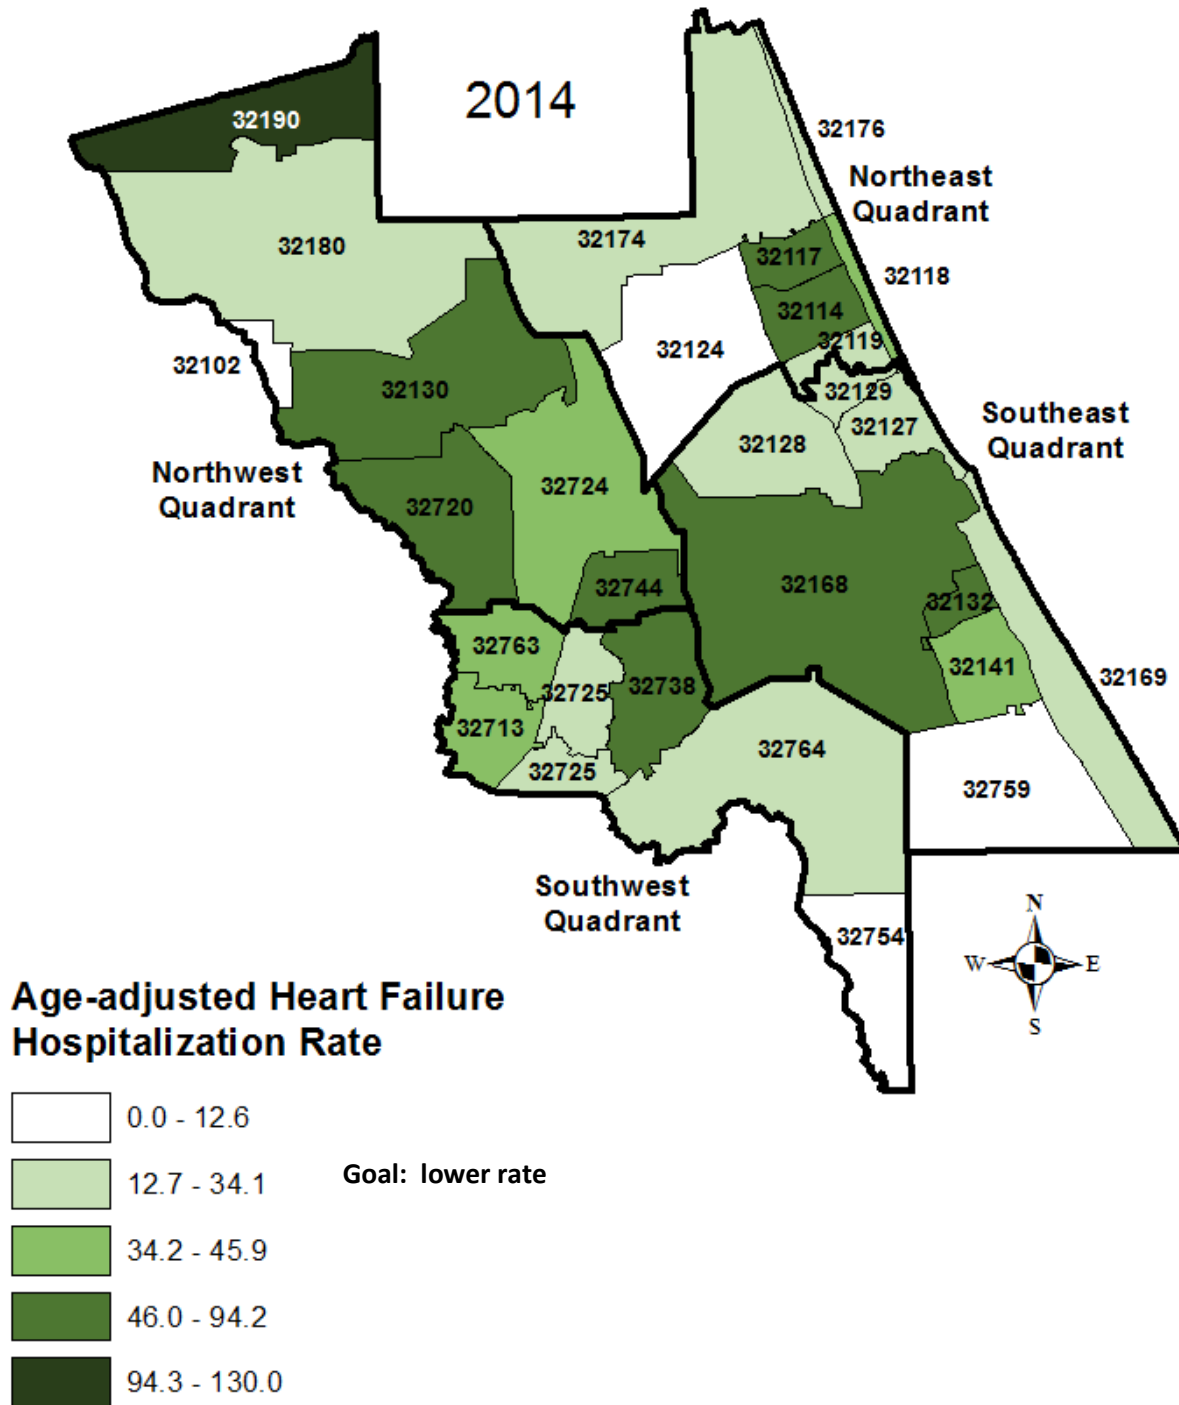 2014
32190
32176
Northeast
Quadrant
32180
32174
32117
32118
32114
32119
32124
32102
32130
32129
32127
32128
Southeast
Quadrant
Northwest
Quadrant
32724
32720
32744
32168
32132
32763
32141
32725
32738
32169
32713
32764
32725
32759
Southwest
Quadrant
32754
N
W
E
S
Age-adjusted Heart Failure
Hospitalization Rate
0.0 - 12.6
12.7 - 34.1
Goal: lower rate
34.2 - 45.9
46.0 - 94.2
94.3 - 130.0